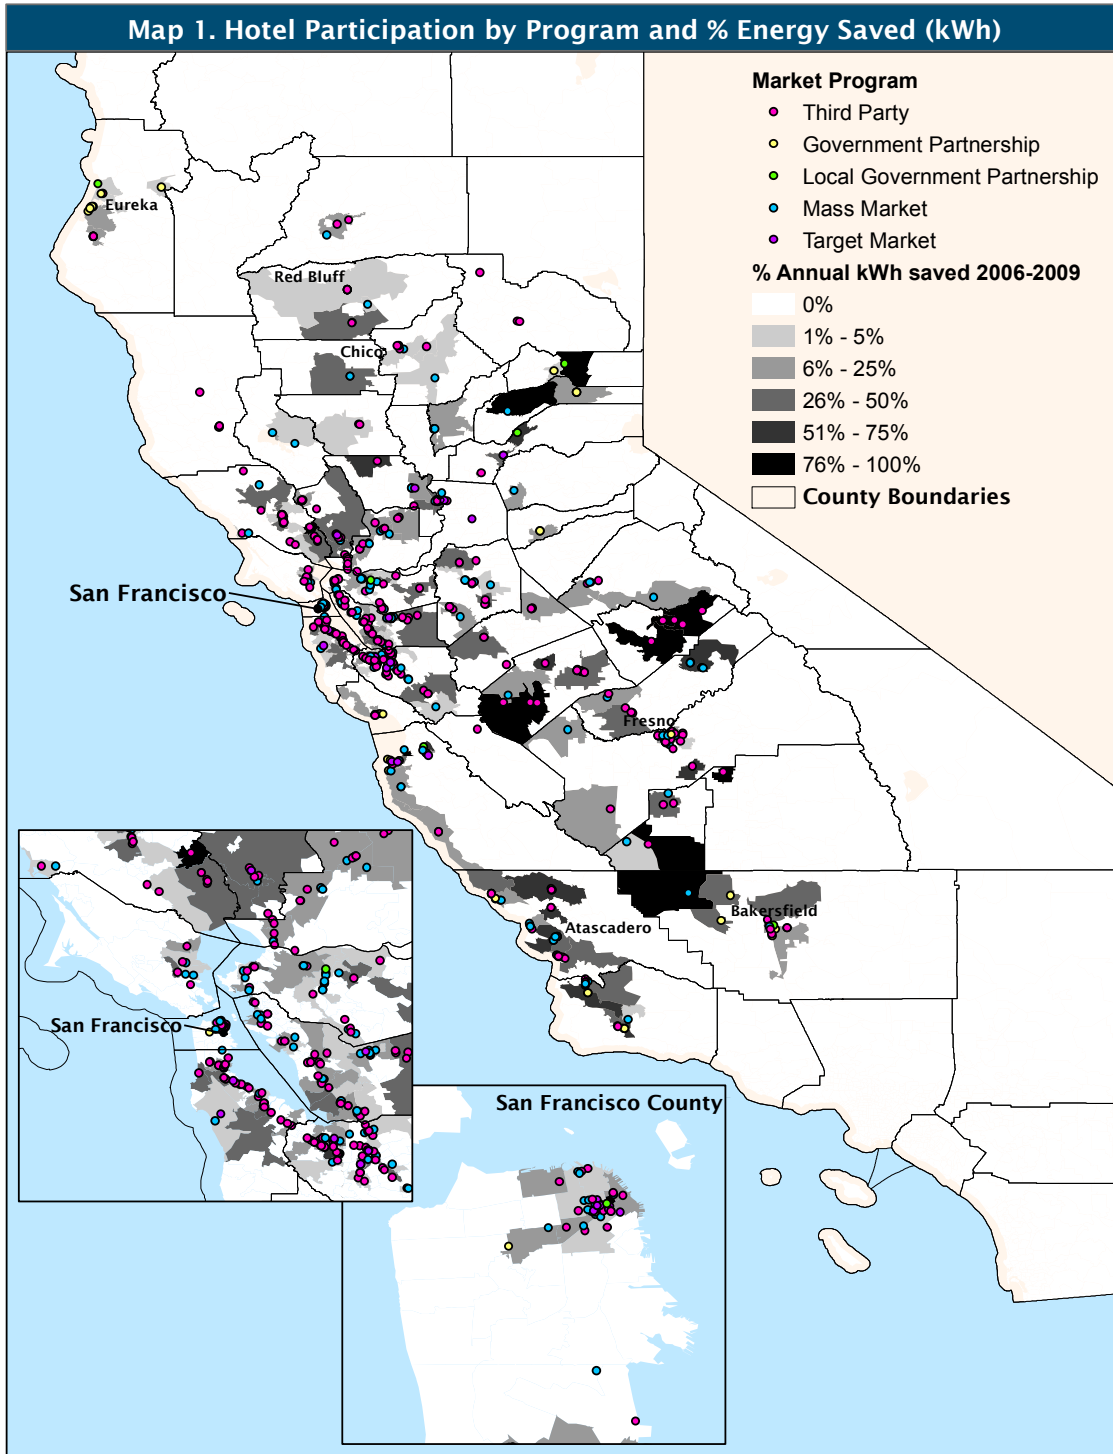 Map 1. Hotel Participation by Program and % Energy Saved (kWh)
Market Program
Third Party
Government Partnership
Local Government Partnership
Mass Market
Target Market
% Annual kWh saved 2006-2009
0%
1% - 5%
6% - 25%
26% - 50%
51% - 75%
76% - 100%
County Boundaries
Eureka
Red Bluff
Chico
San Francisco
Fresno
Bakersfield
Atascadero
San Francisco
San Francisco County